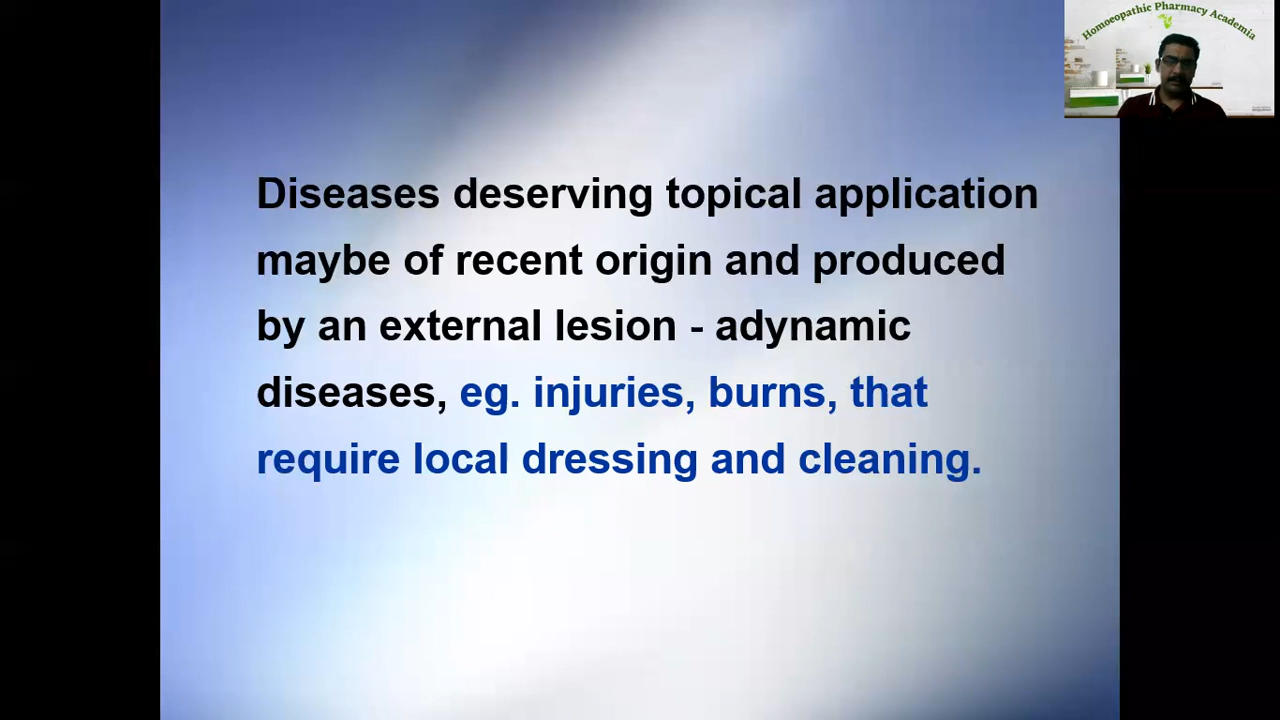 Homoeopathic Pharmacy Academia
Diseases deserving topical application
maybe of recent origin and produced
by an external lesion - adynamic
diseases, eg. injuries, burns, that
require local dressing and cleaning.